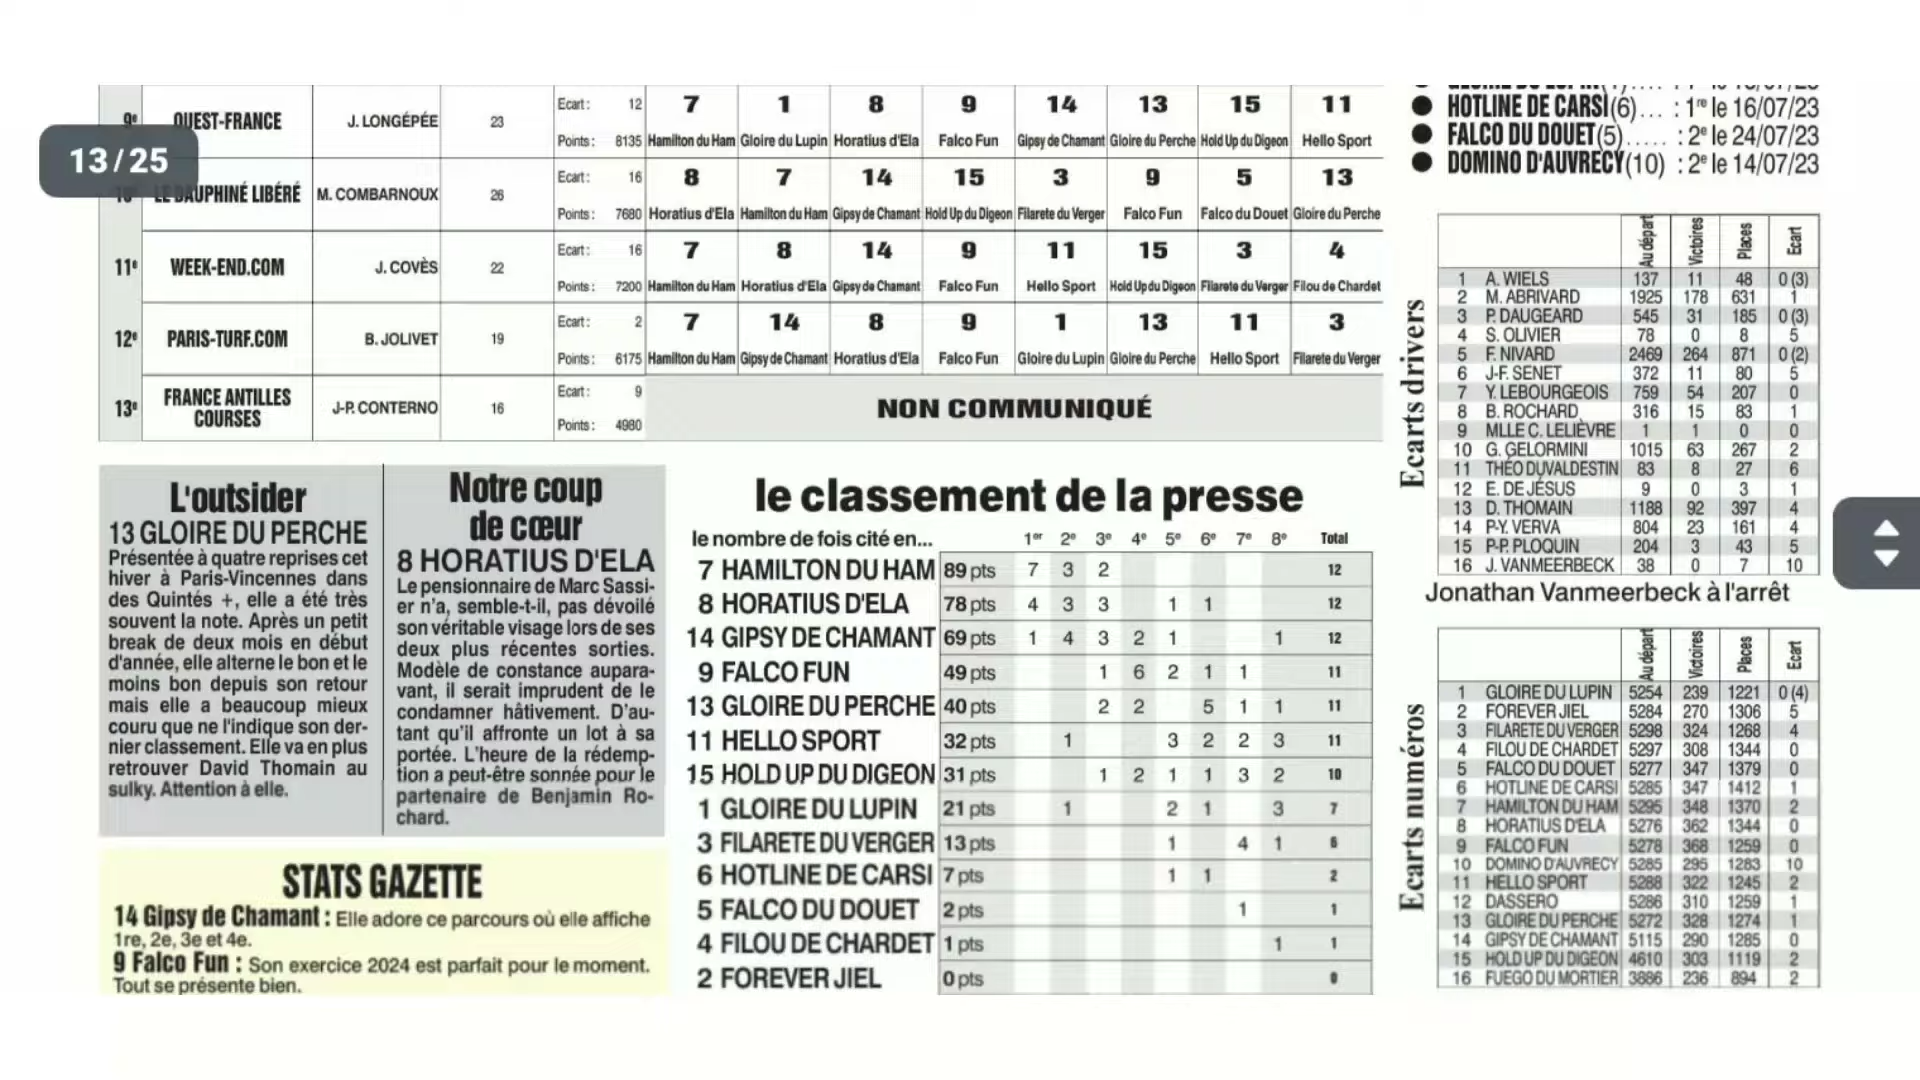 9e OUEST-FRANCE J. LONGÉPÉE 23 Ecart : 12 7 1 8 9 14 13 15 11
Points : 8135 Hamilton du Ham Gloire du Lupin Horatius d'Ela Falco Fun Gipsy de Chamant Gloire du Perche Hold Up du Digeon Hello Sport
13/25
LE DAUPHINÉ LIBÉRÉ M. COMBARNOUX 26 Ecart : 16 8 7 14 15 3 9 5 13
Points : 7680 Horatius d'Ela Hamilton du Ham Gipsy de Chamant Hold Up du Digeon Filarete du Verger Falco Fun Falco du Douet Gloire du Perche
11e WEEK-END.COM J. COVÈS 22 Ecart : 16 7 8 14 9 11 15 3 4
Points : 7200 Hamilton du Ham Horatius d'Ela Gipsy de Chamant Falco Fun Hello Sport Hold Up du Digeon Filarete du Verger Filou de Chardet
12e PARIS-TURF.COM B. JOLIVET 19 Ecart : 2 7 14 8 9 1 13 11 3
Points : 6175 Hamilton du Ham Gipsy de Chamant Horatius d'Ela Falco Fun Gloire du Lupin Gloire du Perche Hello Sport Filarete du Verger
13e FRANCE ANTILLES COURSES J-P. CONTERNO 16 Ecart : 9 NON COMMUNIQUÉ
Points : 4980
L'outsider
13 GLOIRE DU PERCHE
Présentée à quatre reprises cet
hiver à Paris-Vincennes dans
des Quintés +, elle a été très
souvent la note. Après un petit
break de deux mois en début
d'année, elle alterne le bon et le
moins bon depuis son retour
mais elle a beaucoup mieux
couru que ne l'indique son der-
nier classement. Elle va en plus
retrouver David Thomain au
sulky. Attention à elle.
Notre coup
de cœur
8 HORATIUS D'ELA
Le pensionnaire de Marc Sassi-
er n'a, semble-t-il, pas dévoilé
son véritable visage lors de ses
deux plus récentes sorties.
Modèle de constance aupara-
vant, il serait imprudent de le
condamner hâtivement. D'au-
tant qu'il affronte un lot à sa
portée. L'heure de la rédemp-
tion a peut-être sonnée pour le
partenaire de Benjamin Ro-
chard.
STATS GAZETTE
14 Gipsy de Chamant : Elle adore ce parcours où elle affiche
1re, 2e, 3e et 4e.
9 Falco Fun : Son exercice 2024 est parfait pour le moment.
Tout se présente bien.
le classement de la presse
le nombre de fois cité en... 1er 2e 3e 4e 5e 6e 7e 8e Total
7 HAMILTON DU HAM 89 pts 7 3 2 12
8 HORATIUS D'ELA 78 pts 4 3 3 1 1 12
14 GIPSY DE CHAMANT 69 pts 1 4 3 2 1 1 12
9 FALCO FUN 49 pts 1 6 2 1 1 11
13 GLOIRE DU PERCHE 40 pts 2 2 5 1 1 11
11 HELLO SPORT 32 pts 1 3 2 2 3 11
15 HOLD UP DU DIGEON 31 pts 1 2 1 1 3 2 10
1 GLOIRE DU LUPIN 21 pts 1 2 1 3 7
3 FILARETE DU VERGER 13 pts 1 4 1 6
6 HOTLINE DE CARSI 7 pts 1 1 2
5 FALCO DU DOUET 2 pts 1 1
4 FILOU DE CHARDET 1 pts 1 1
2 FOREVER JIEL 0 pts 0
HOTLINE DE CARSI (6)... : 1re le 16/07/23
FALCO DU DOUET (5)..... : 2e le 24/07/23
DOMINO D'AUVRECY (10) : 2e le 14/07/23
Ecarts drivers
Au départ Victoires Places Ecart
1 A. WIELS 137 11 48 0 (3)
2 M. ABRIVARD 1925 178 631 1
3 P. DAUGEARD 545 31 185 0 (3)
4 S. OLIVIER 78 0 8 5
5 F. NIVARD 2469 264 871 0 (2)
6 J-F. SENET 372 11 80 5
7 Y. LEBOURGEOIS 759 54 207 0
8 B. ROCHARD 316 15 83 1
9 MLLE C. LELIÈVRE 1 1 0 0
10 G. GELORMINI 1015 63 267 2
11 THÉO DUVALDESTIN 83 8 27 6
12 E. DE JÉSUS 9 0 3 1
13 D. THOMAIN 1188 92 397 4
14 P-Y. VERVA 804 23 161 4
15 P-P. PLOQUIN 204 3 43 5
16 J. VANMEERBECK 38 0 7 10
Jonathan Vanmeerbeck à l'arrêt
Ecarts numéros
Au départ Victoires Places Ecart
1 GLOIRE DU LUPIN 5254 239 1221 0 (4)
2 FOREVER JIEL 5284 270 1306 5
3 FILARETE DU VERGER 5298 324 1268 4
4 FILOU DE CHARDET 5297 308 1344 0
5 FALCO DU DOUET 5277 347 1379 0
6 HOTLINE DE CARSI 5285 347 1412 1
7 HAMILTON DU HAM 5295 348 1370 2
8 HORATIUS D'ELA 5276 362 1344 0
9 FALCO FUN 5278 368 1259 0
10 DOMINO D'AUVRECY 5285 295 1283 10
11 HELLO SPORT 5288 322 1245 2
12 DASSERO 5286 310 1259 1
13 GLOIRE DU PERCHE 5272 328 1274 1
14 GIPSY DE CHAMANT 5115 290 1285 0
15 HOLD UP DU DIGEON 4610 303 1119 2
16 FUEGO DU MORTIER 3886 236 894 2